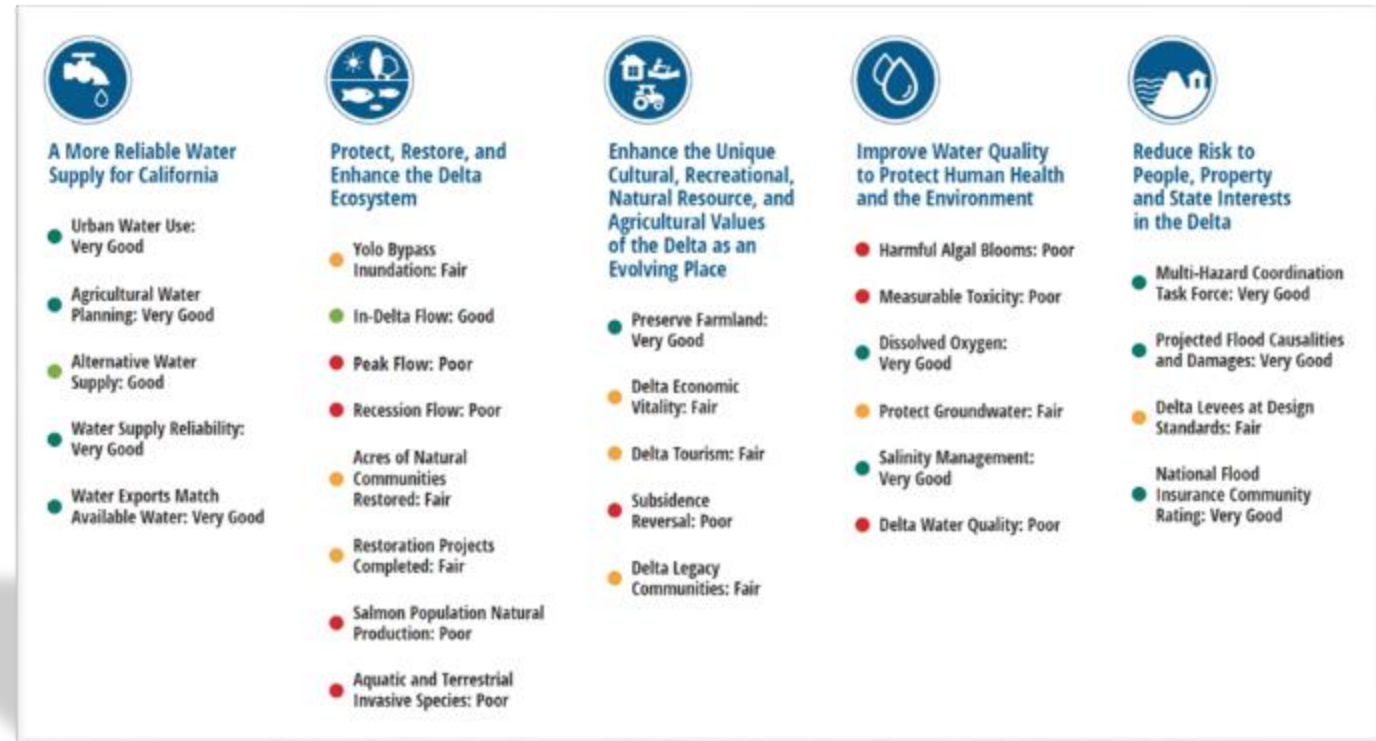 A More Reliable Water
Supply for California
Urban Water Use:
Very Good
Agricultural Water
Planning: Very Good
Alternative Water
Supply: Good
Water Supply Reliability:
Very Good
Water Exports Match
Available Water: Very Good
Protect, Restore, and
Enhance the Delta
Ecosystem
Yolo Bypass
Inundation: Fair
In-Delta Flow: Good
Peak Flow: Poor
Recession Flow: Poor
Acres of Natural
Communities
Restored: Fair
Restoration Projects
Completed: Fair
Salmon Population Natural
Production: Poor
Aquatic and Terrestrial
Invasive Species: Poor
Enhance the Unique
Cultural, Recreational,
Natural Resource, and
Agricultural Values
of the Delta as an
Evolving Place
Preserve Farmland:
Very Good
Delta Economic
Vitality: Fair
Delta Tourism: Fair
Subsidence
Reversal: Poor
Delta Legacy
Communities: Fair
Improve Water Quality
to Protect Human Health
and the Environment
Harmful Algal Blooms: Poor
Measurable Toxicity: Poor
Dissolved Oxygen:
Very Good
Protect Groundwater: Fair
Salinity Management:
Very Good
Delta Water Quality: Poor
Reduce Risk to
People, Property
and State Interests
in the Delta
Multi-Hazard Coordination
Task Force: Very Good
Projected Flood Causalities
and Damages: Very Good
Delta Levees at Design
Standards: Fair
National Flood
Insurance Community
Rating: Very Good